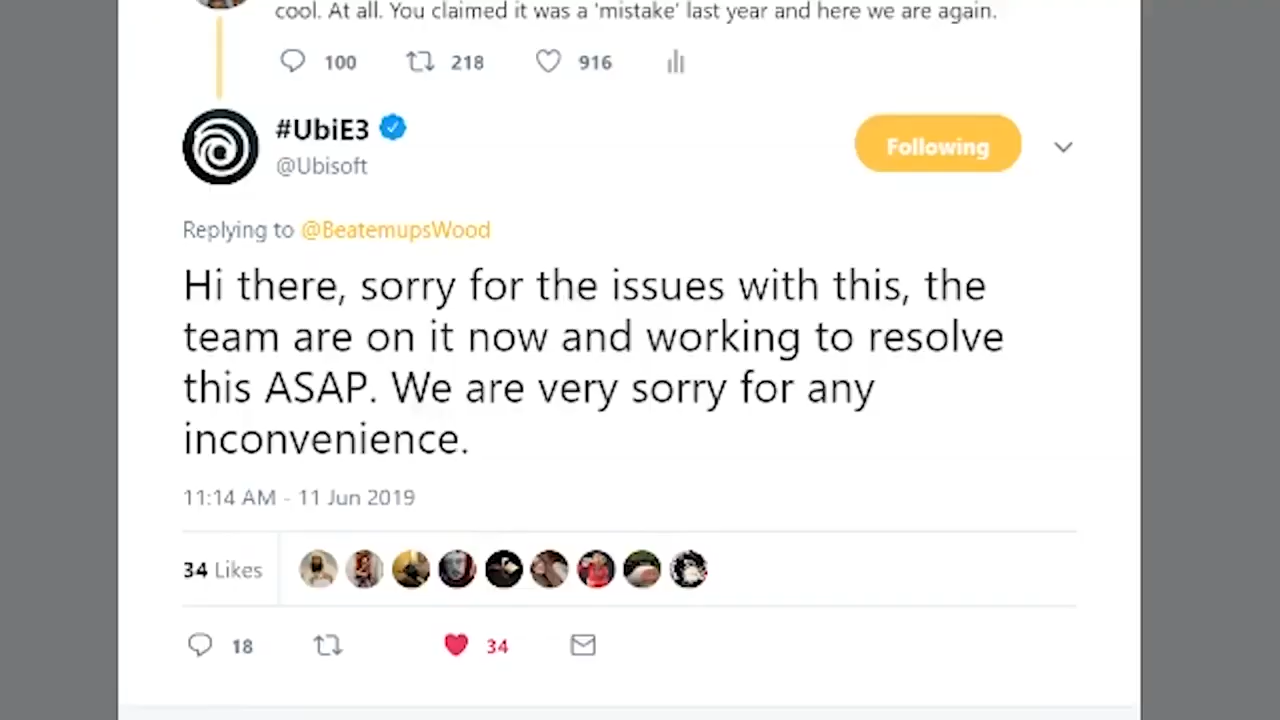 cool. At all. You claimed it was a 'mistake' last year and here we are again.
100 218 916
#UbiE3
@Ubisoft
Following
Replying to @BeatemupsWood
Hi there, sorry for the issues with this, the
team are on it now and working to resolve
this ASAP. We are very sorry for any
inconvenience.
11:14 AM - 11 Jun 2019
34 Likes
18 34